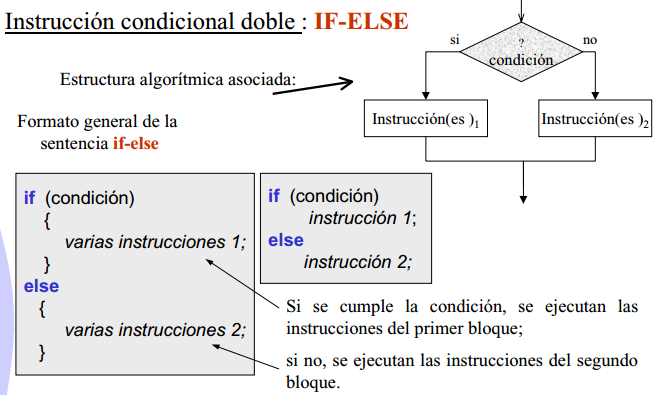 Instrucción condicional doble : IF-ELSE
si
?
condición
no
Estructura algorítmica asociada:
Instrucción(es )1
Instrucción(es )2
Formato general de la
sentencia if-else
if (condición)
{
varias instrucciones 1;
}
else
{
varias instrucciones 2;
}
if (condición)
instrucción 1;
else
instrucción 2;
Si se cumple la condición, se ejecutan las
instrucciones del primer bloque;
si no, se ejecutan las instrucciones del segundo
bloque.